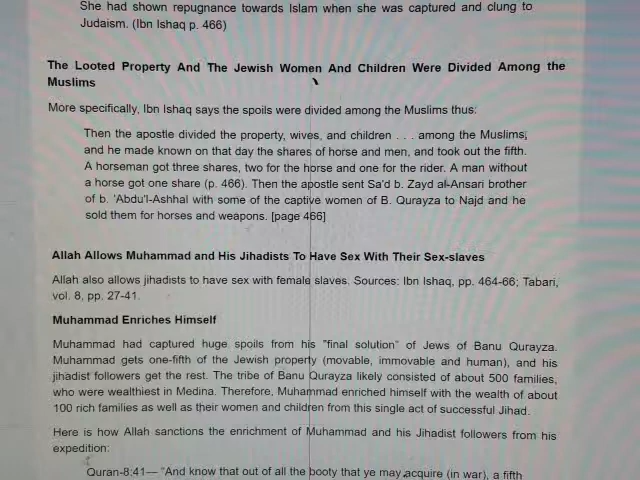 She had shown repugnance towards Islam when she was captured and clung to
Judaism. (Ibn Ishaq p. 466)
The Looted Property And The Jewish Women And Children Were Divided Among the
Muslims
More specifically, Ibn Ishaq says the spoils were divided among the Muslims thus:
Then the apostle divided the property, wives, and children . . . among the Muslims,
and he made known on that day the shares of horse and men, and took out the fifth.
A horseman got three shares, two for the horse and one for the rider. A man without
a horse got one share (p. 466). Then the apostle sent Sa'd b. Zayd al-Ansari brother
of b. 'Abdu'l-Ashhal with some of the captive women of B. Qurayza to Najd and he
sold them for horses and weapons. [page 466]
Allah Allows Muhammad and His Jihadists To Have Sex With Their Sex-slaves
Allah also allows jihadists to have sex with female slaves. Sources: Ibn Ishaq, pp. 464-66; Tabari,
vol. 8, pp. 27-41.
Muhammad Enriches Himself
Muhammad had captured huge spoils from his "final solution" of Jews of Banu Qurayza.
Muhammad gets one-fifth of the Jewish property (movable, immovable and human), and his
jihadist followers get the rest. The tribe of Banu Qurayza likely consisted of about 500 families,
who were wealthiest in Medina. Therefore, Muhammad enriched himself with the wealth of about
100 rich families as well as their women and children from this single act of successful Jihad.
Here is how Allah sanctions the enrichment of Muhammad and his Jihadist followers from his
expedition:
Quran-8:41— "And know that out of all the booty that ye may acquire (in war), a fifth